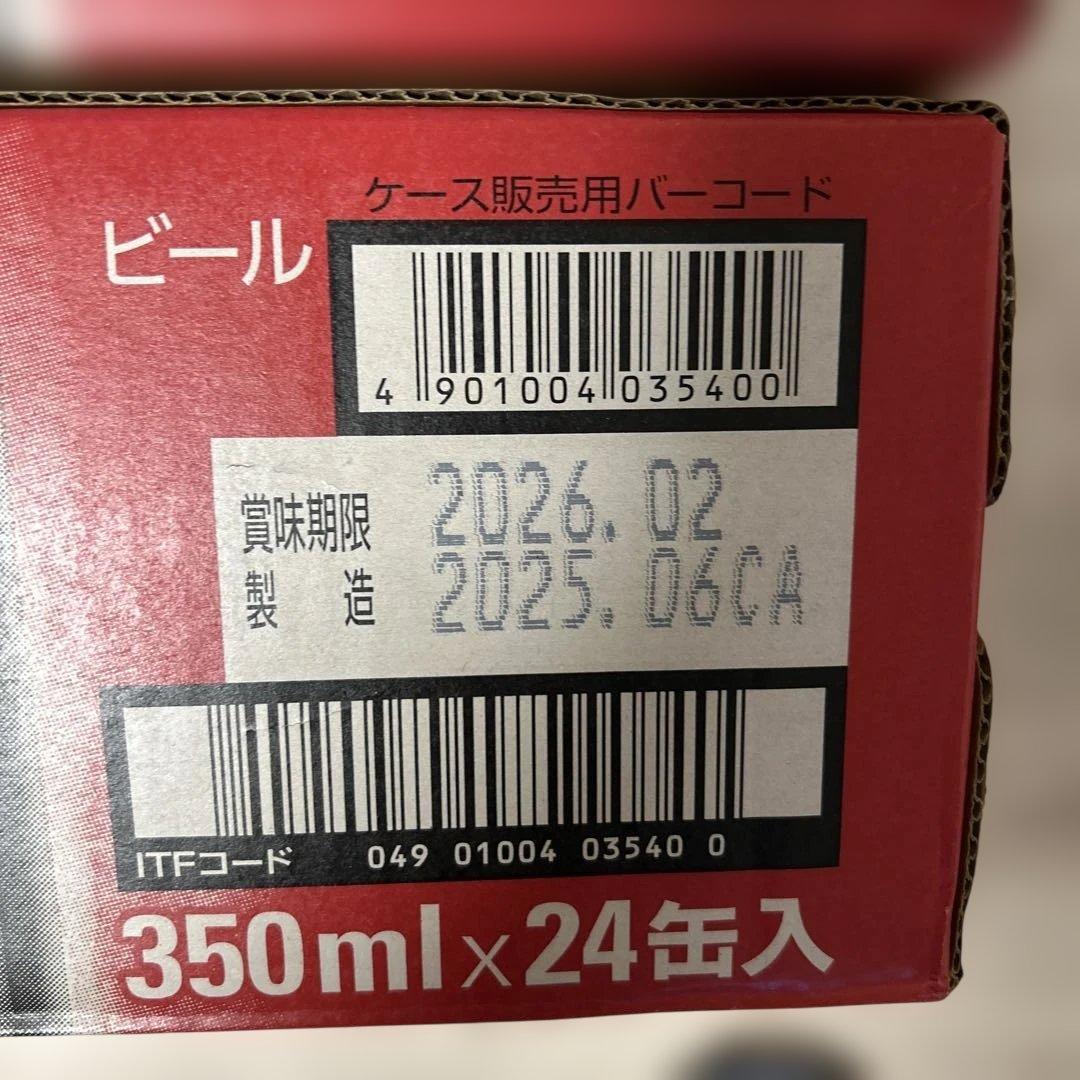 ケース販売用バーコード
ビール
4 901004 035400
賞味期限 2026.02
製造 2025.06CA
ITFコード 049 01004 03540 0
350ml×24缶入